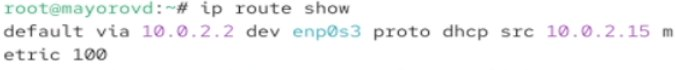 root@mayorovd:~# ip route show
default via 10.0.2.2 dev enp0s3 proto dhcp src 10.0.2.15 m
etric 100